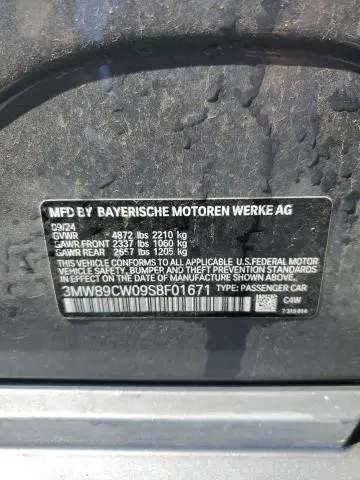 MFD BY BAYERISCHE MOTOREN WERKE AG
09/24
GVWR 4872 lbs 2210 kg
GAWR FRONT 2337 lbs 1060 kg
GAWR REAR 2657 lbs 1205 kg
THIS VEHICLE CONFORMS TO ALL APPLICABLE U.S.FEDERAL MOTOR
VEHICLE SAFETY, BUMPER, AND THEFT PREVENTION STANDARDS
IN EFFECT ON THE DATE OF MANUFACTURE SHOWN ABOVE.
3MW89CW09S8F01671 TYPE: PASSENGER CAR
C4W